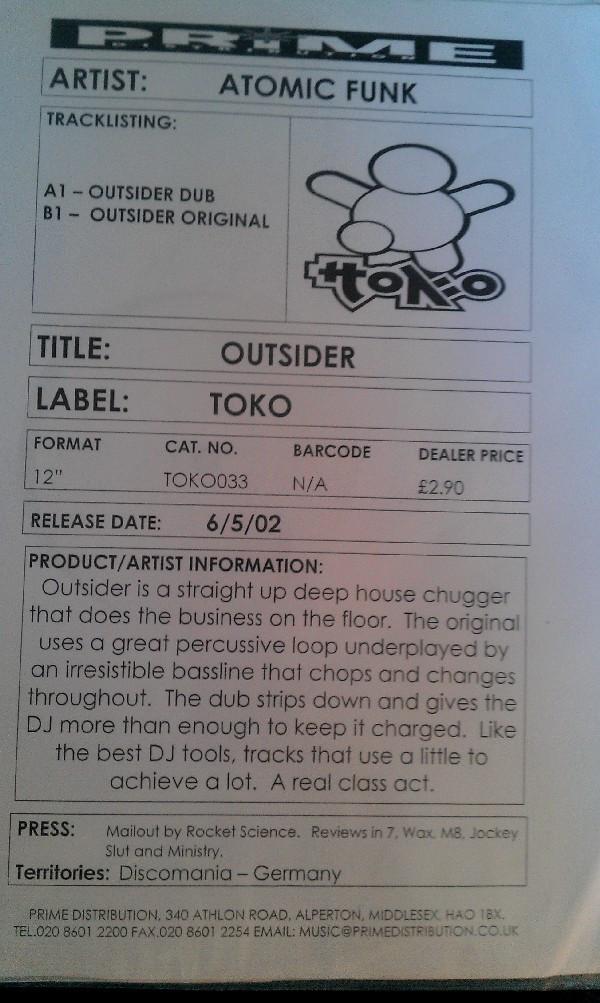 PRIME
DISTRIBUTION
ARTIST: ATOMIC FUNK
TRACKLISTING:
A1 – OUTSIDER DUB
B1 – OUTSIDER ORIGINAL
TOKO
TITLE: OUTSIDER
LABEL: TOKO
FORMAT CAT. NO. BARCODE DEALER PRICE
12" TOKO033 N/A £2.90
RELEASE DATE: 6/5/02
PRODUCT/ARTIST INFORMATION:
Outsider is a straight up deep house chugger
that does the business on the floor. The original
uses a great percussive loop underplayed by
an irresistible bassline that chops and changes
throughout. The dub strips down and gives the
DJ more than enough to keep it charged. Like
the best DJ tools, tracks that use a little to
achieve a lot. A real class act.
PRESS: Mailout by Rocket Science. Reviews in 7, Wax, M8, Jockey
Slut and Ministry.
Territories: Discomania – Germany
PRIME DISTRIBUTION, 340 ATHLON ROAD, ALPERTON, MIDDLESEX, HAO 1BX.
TEL.020 8601 2200 FAX.020 8601 2254 EMAIL: MUSIC@PRIMEDISTRIBUTION.CO.UK